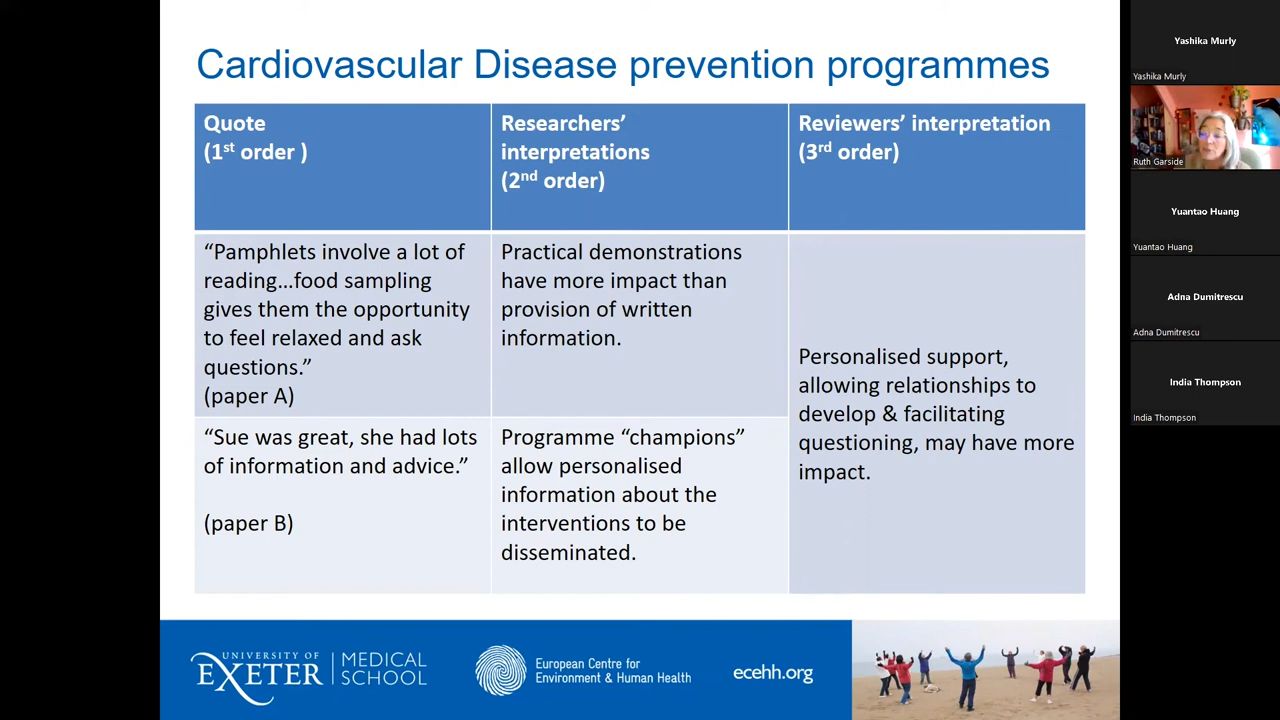 Cardiovascular Disease prevention programmes
Quote
(1st order )
Researchers’
interpretations
(2nd order)
Reviewers’ interpretation
(3rd order)
“Pamphlets involve a lot of
reading…food sampling
gives them the opportunity
to feel relaxed and ask
questions.”
(paper A)
Practical demonstrations
have more impact than
provision of written
information.
Personalised support,
allowing relationships to
develop & facilitating
questioning, may have more
impact.
“Sue was great, she had lots
of information and advice.”
(paper B)
Programme “champions”
allow personalised
information about the
interventions to be
disseminated.
UNIVERSITY OF
EXETER
MEDICAL
SCHOOL
European Centre for
Environment & Human Health
ecehh.org
Yashika Murly
Yashika Murly
Ruth Garside
Yuantao Huang
Yuantao Huang
Adna Dumitrescu
Adna Dumitrescu
India Thompson
India Thompson